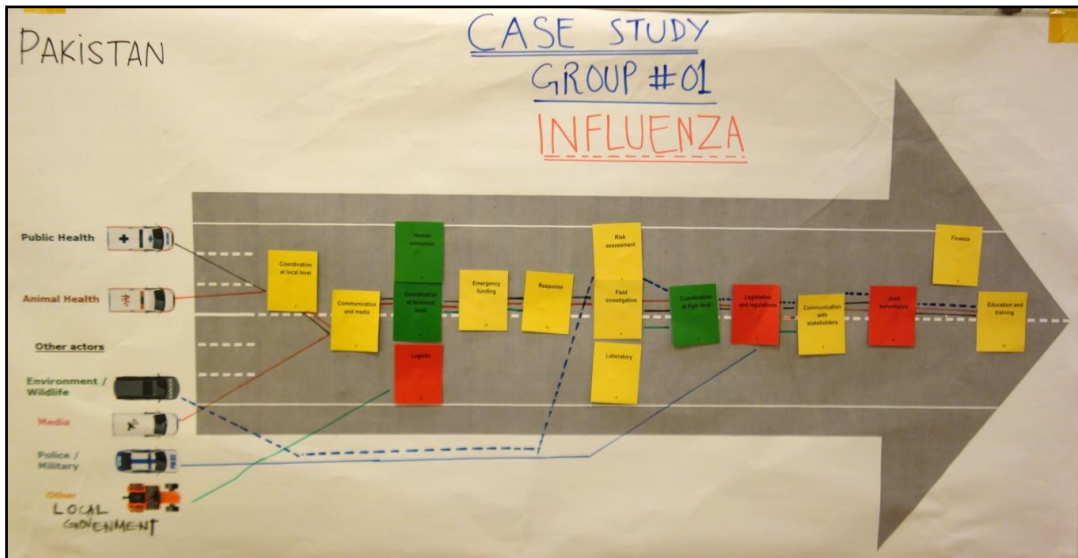 PAKISTAN
CASE STUDY
GROUP #01
INFLUENZA
Public Health
Animal Health
Other actors
Environment /
Wildlife
Media
Police /
Military
Other
LOCAL
GOVENMENT
Coordination at
local level
Communication
and media
Human
resources
Coordination at
technical
level
Logistic
Emergency
funding
Response
Risk
assessment
Field
investigation
Laboratory
Coordination
at high level
Legislation
and regulations
Communication
with
stakeholders
Joint
surveillance
Finance
Education and
training